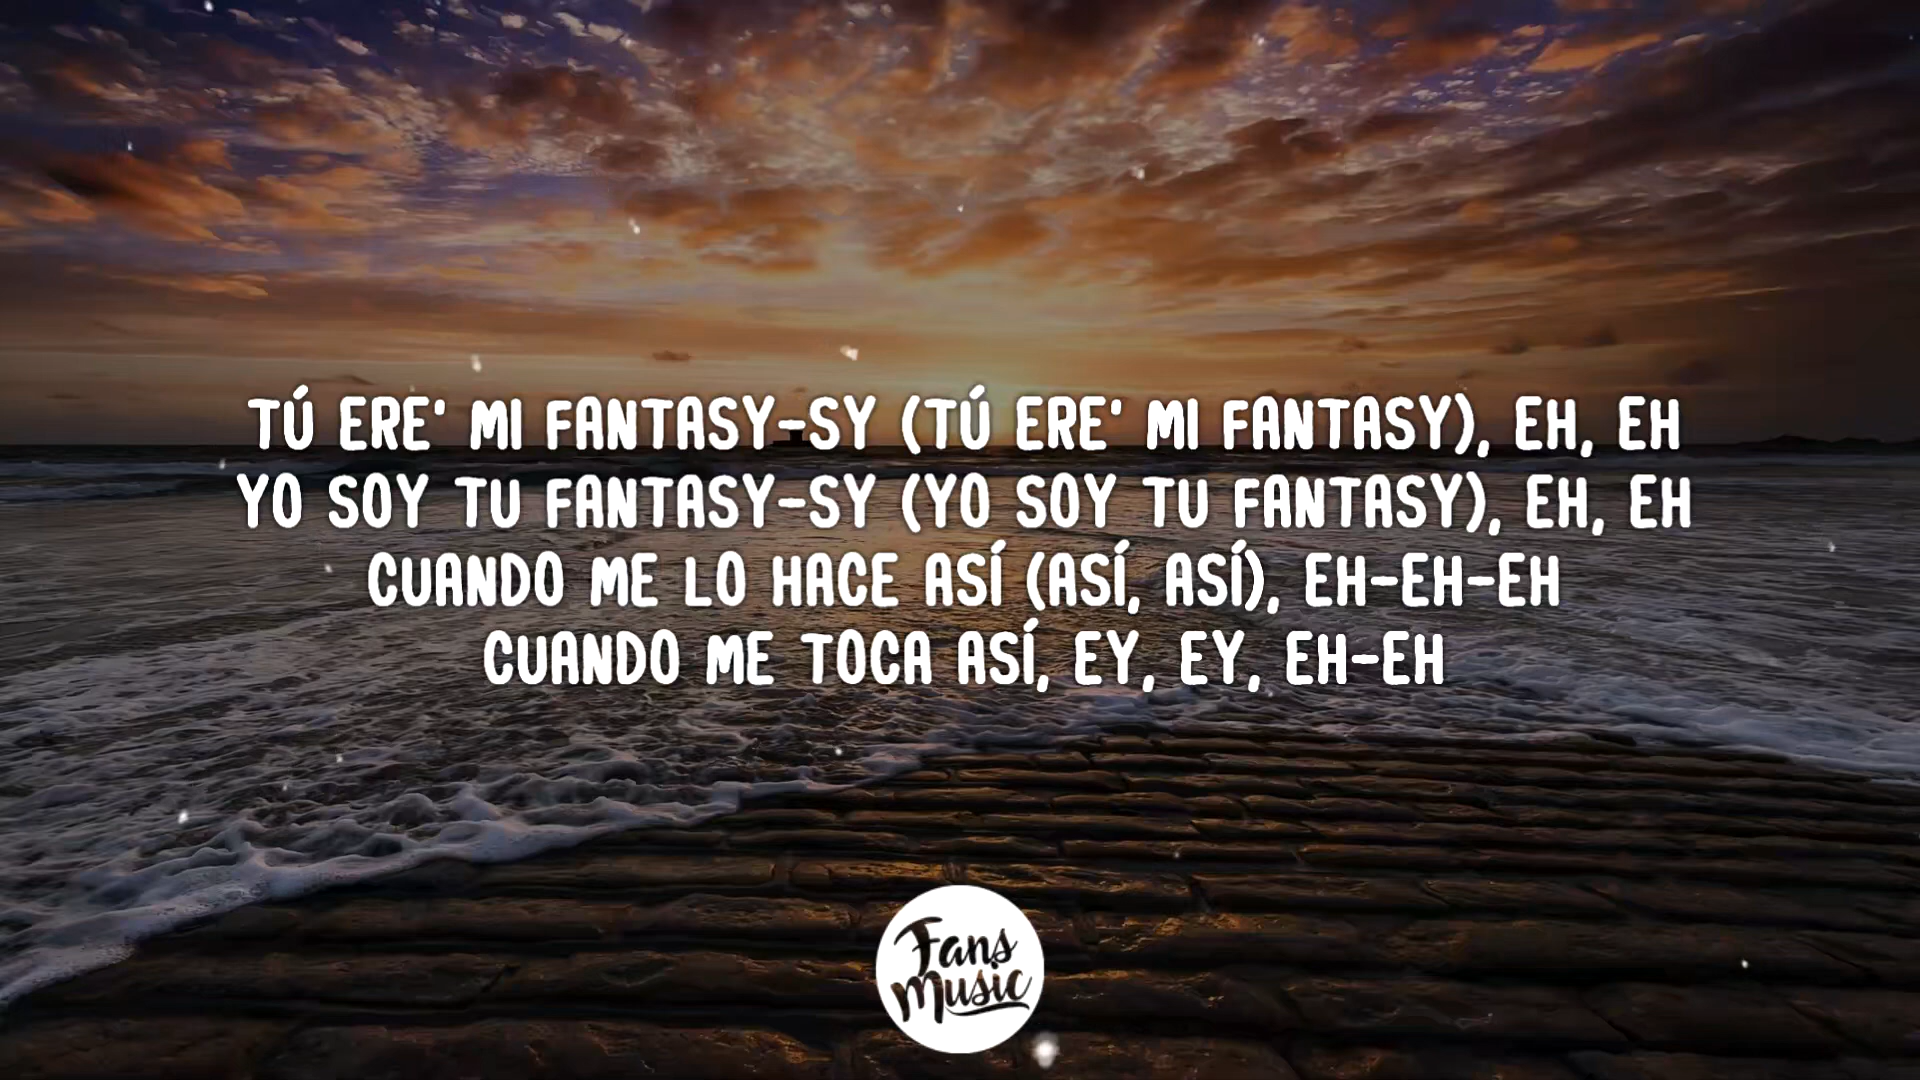 TÚ ERE' MI FANTASY-SY (TÚ ERE' MI FANTASY), EH, EH
YO SOY TU FANTASY-SY (YO SOY TU FANTASY), EH, EH
CUANDO ME LO HACE ASÍ (ASÍ, ASÍ), EH-EH-EH
CUANDO ME TOCA ASÍ, EY, EY, EH-EH
Fans
Music